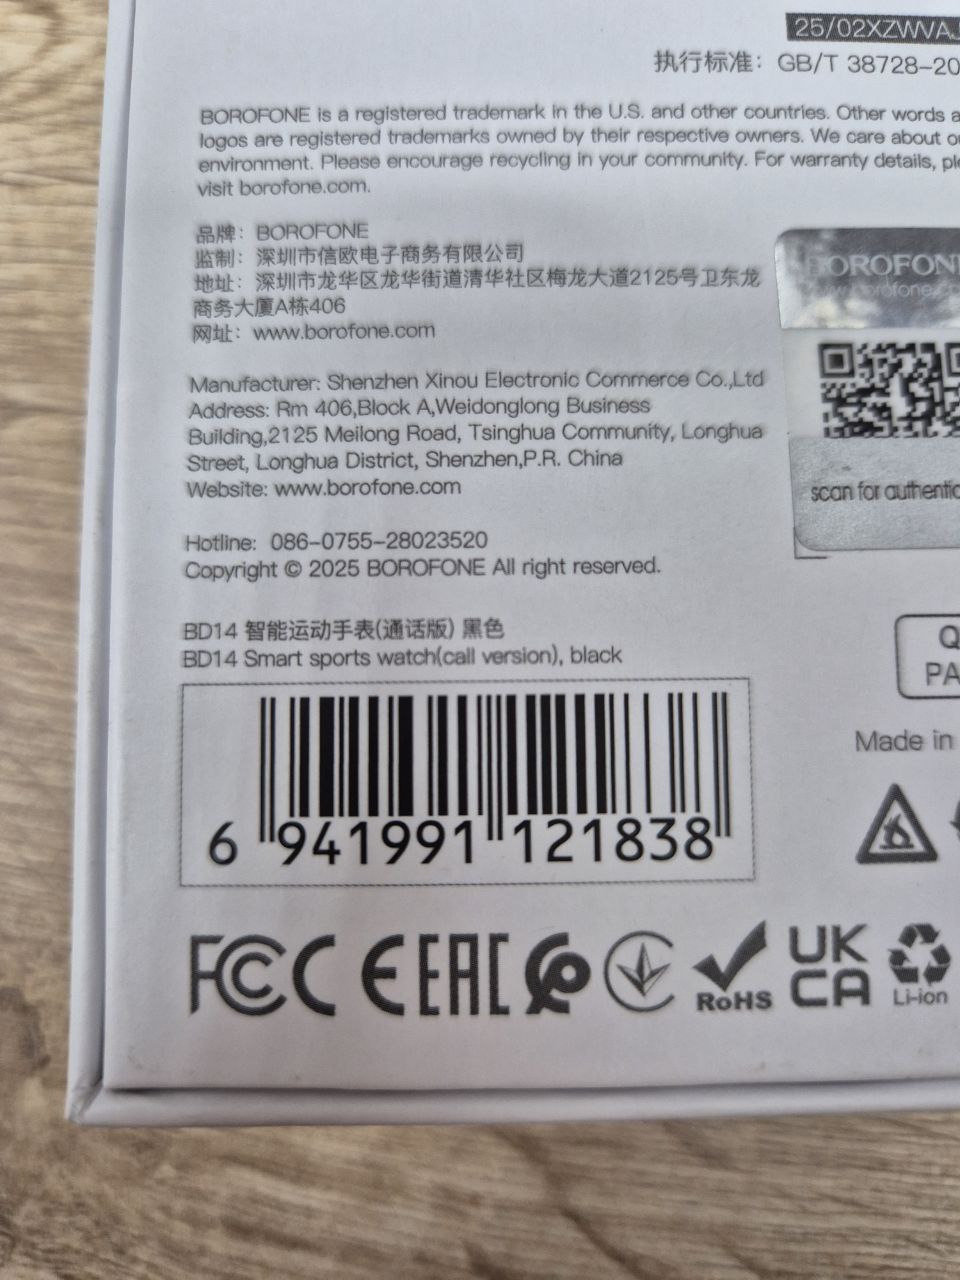 25/02XZWVAJ
执行标准：GB/T 38728-20
BOROFONE is a registered trademark in the U.S. and other countries. Other words a
logos are registered trademarks owned by their respective owners. We care about ou
environment. Please encourage recycling in your community. For warranty details, ple
visit borofone.com.
品牌：BOROFONE
监制：深圳市信欧电子商务有限公司
地址：深圳市龙华区龙华街道清华社区梅龙大道2125号卫东龙
商务大厦A栋406
网址：www.borofone.com
BOROFONE
www.borofone.co
Manufacturer: Shenzhen Xinou Electronic Commerce Co.,Ltd
Address: Rm 406,Block A,Weidonglong Business
Building,2125 Meilong Road, Tsinghua Community, Longhua
Street, Longhua District, Shenzhen,P.R. China
Website: www.borofone.com
scan for authentic
Hotline: 086-0755-28023520
Copyright © 2025 BOROFONE All right reserved.
BD14 智能运动手表(通话版) 黑色
BD14 Smart sports watch(call version), black
Q
PA
Made in
6 941991 121838
FCC CE EAC RoHS UK CA Li-ion